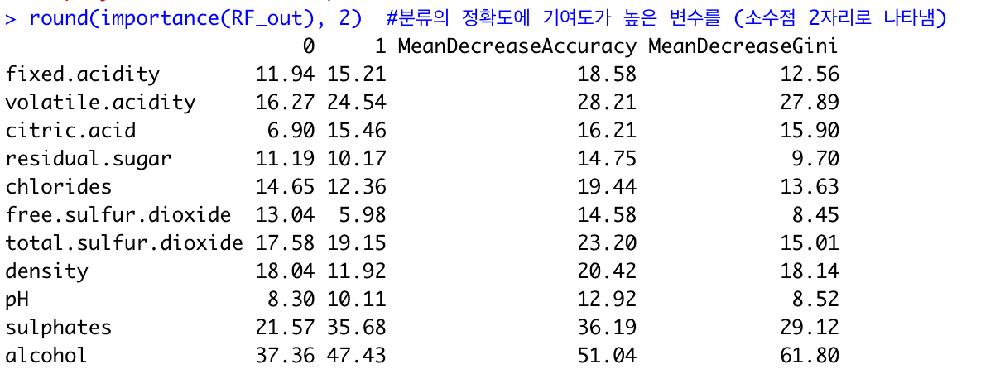 > round(importance(RF_out), 2)  #분류의 정확도에 기여도가 높은 변수를 (소수점 2자리로 나타냄)
                         0     1 MeanDecreaseAccuracy MeanDecreaseGini
fixed.acidity        11.94 15.21                18.58            12.56
volatile.acidity     16.27 24.54                28.21            27.89
citric.acid           6.90 15.46                16.21            15.90
residual.sugar       11.19 10.17                14.75             9.70
chlorides            14.65 12.36                19.44            13.63
free.sulfur.dioxide  13.04  5.98                14.58             8.45
total.sulfur.dioxide 17.58 19.15                23.20            15.01
density              18.04 11.92                20.42            18.14
pH                    8.30 10.11                12.92             8.52
sulphates            21.57 35.68                36.19            29.12
alcohol              37.36 47.43                51.04            61.80